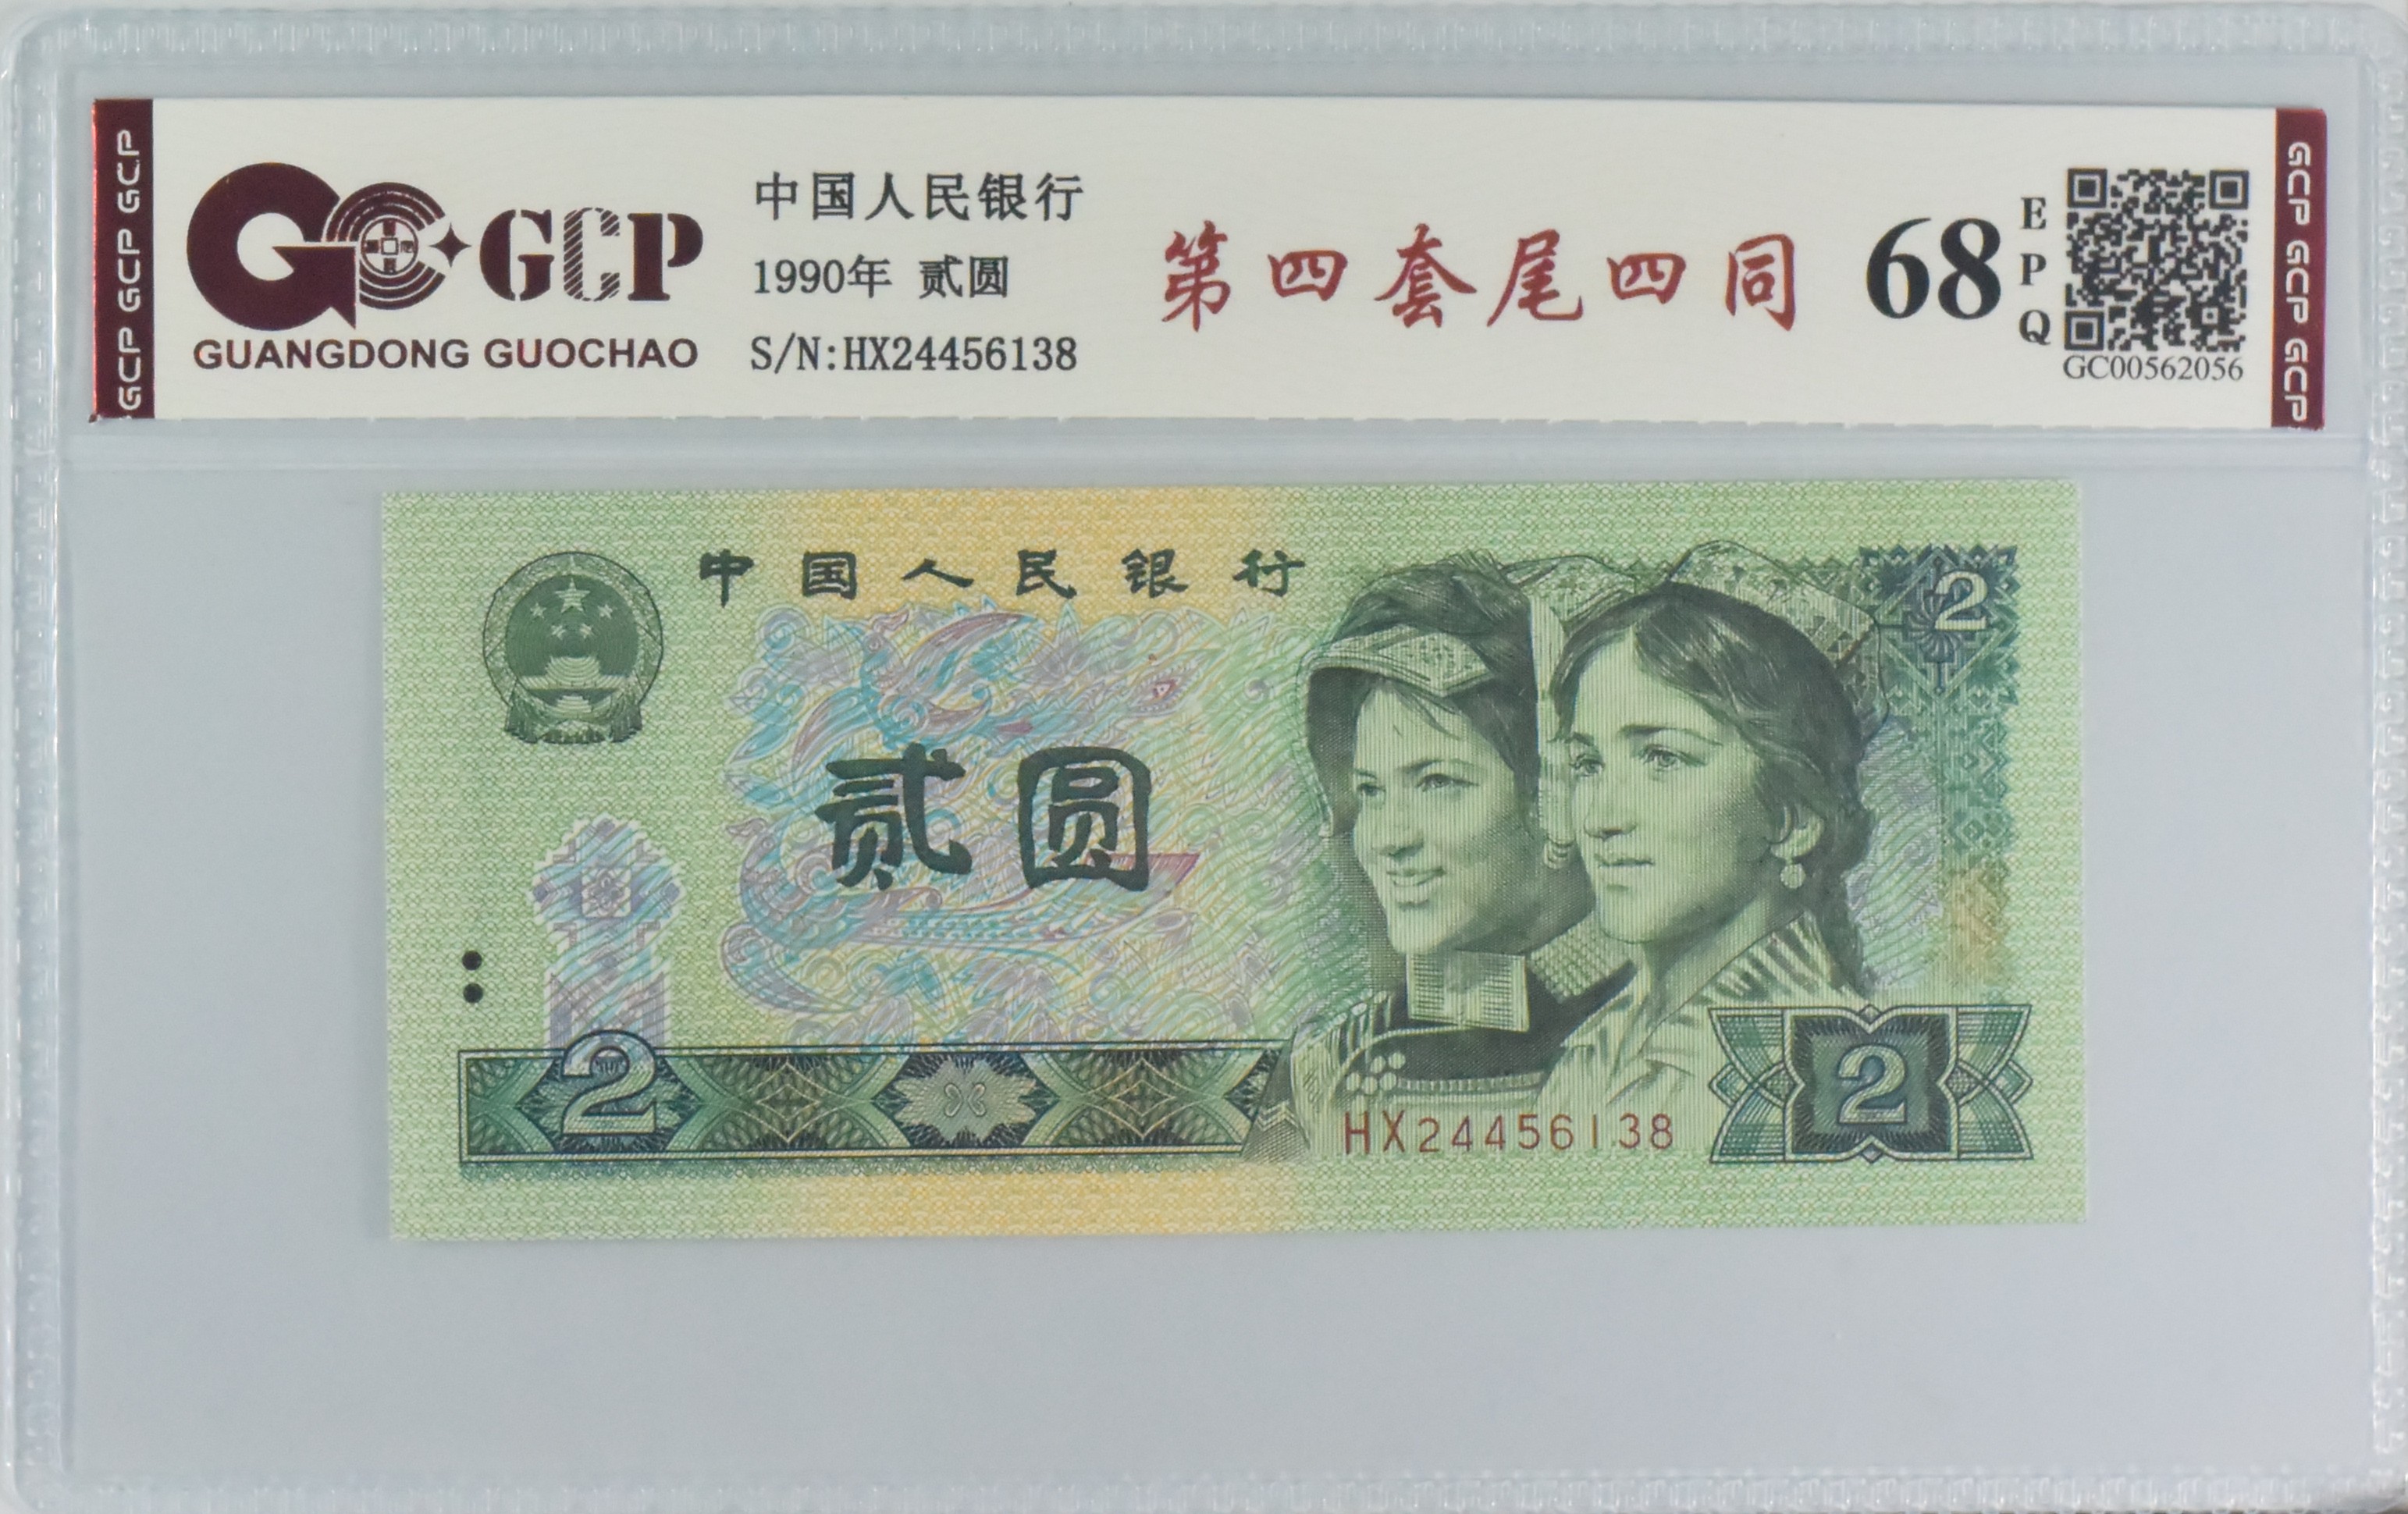 GCP GCP GCP
GCP
GUANGDONG GUOCHAO
中国人民银行
1990年 贰圆
S/N:HX24456138
第四套尾四同
68
EPQ
GC00562056
GCP GCP GCP
中国人民银行
2
贰圆
2
HX24456138
2